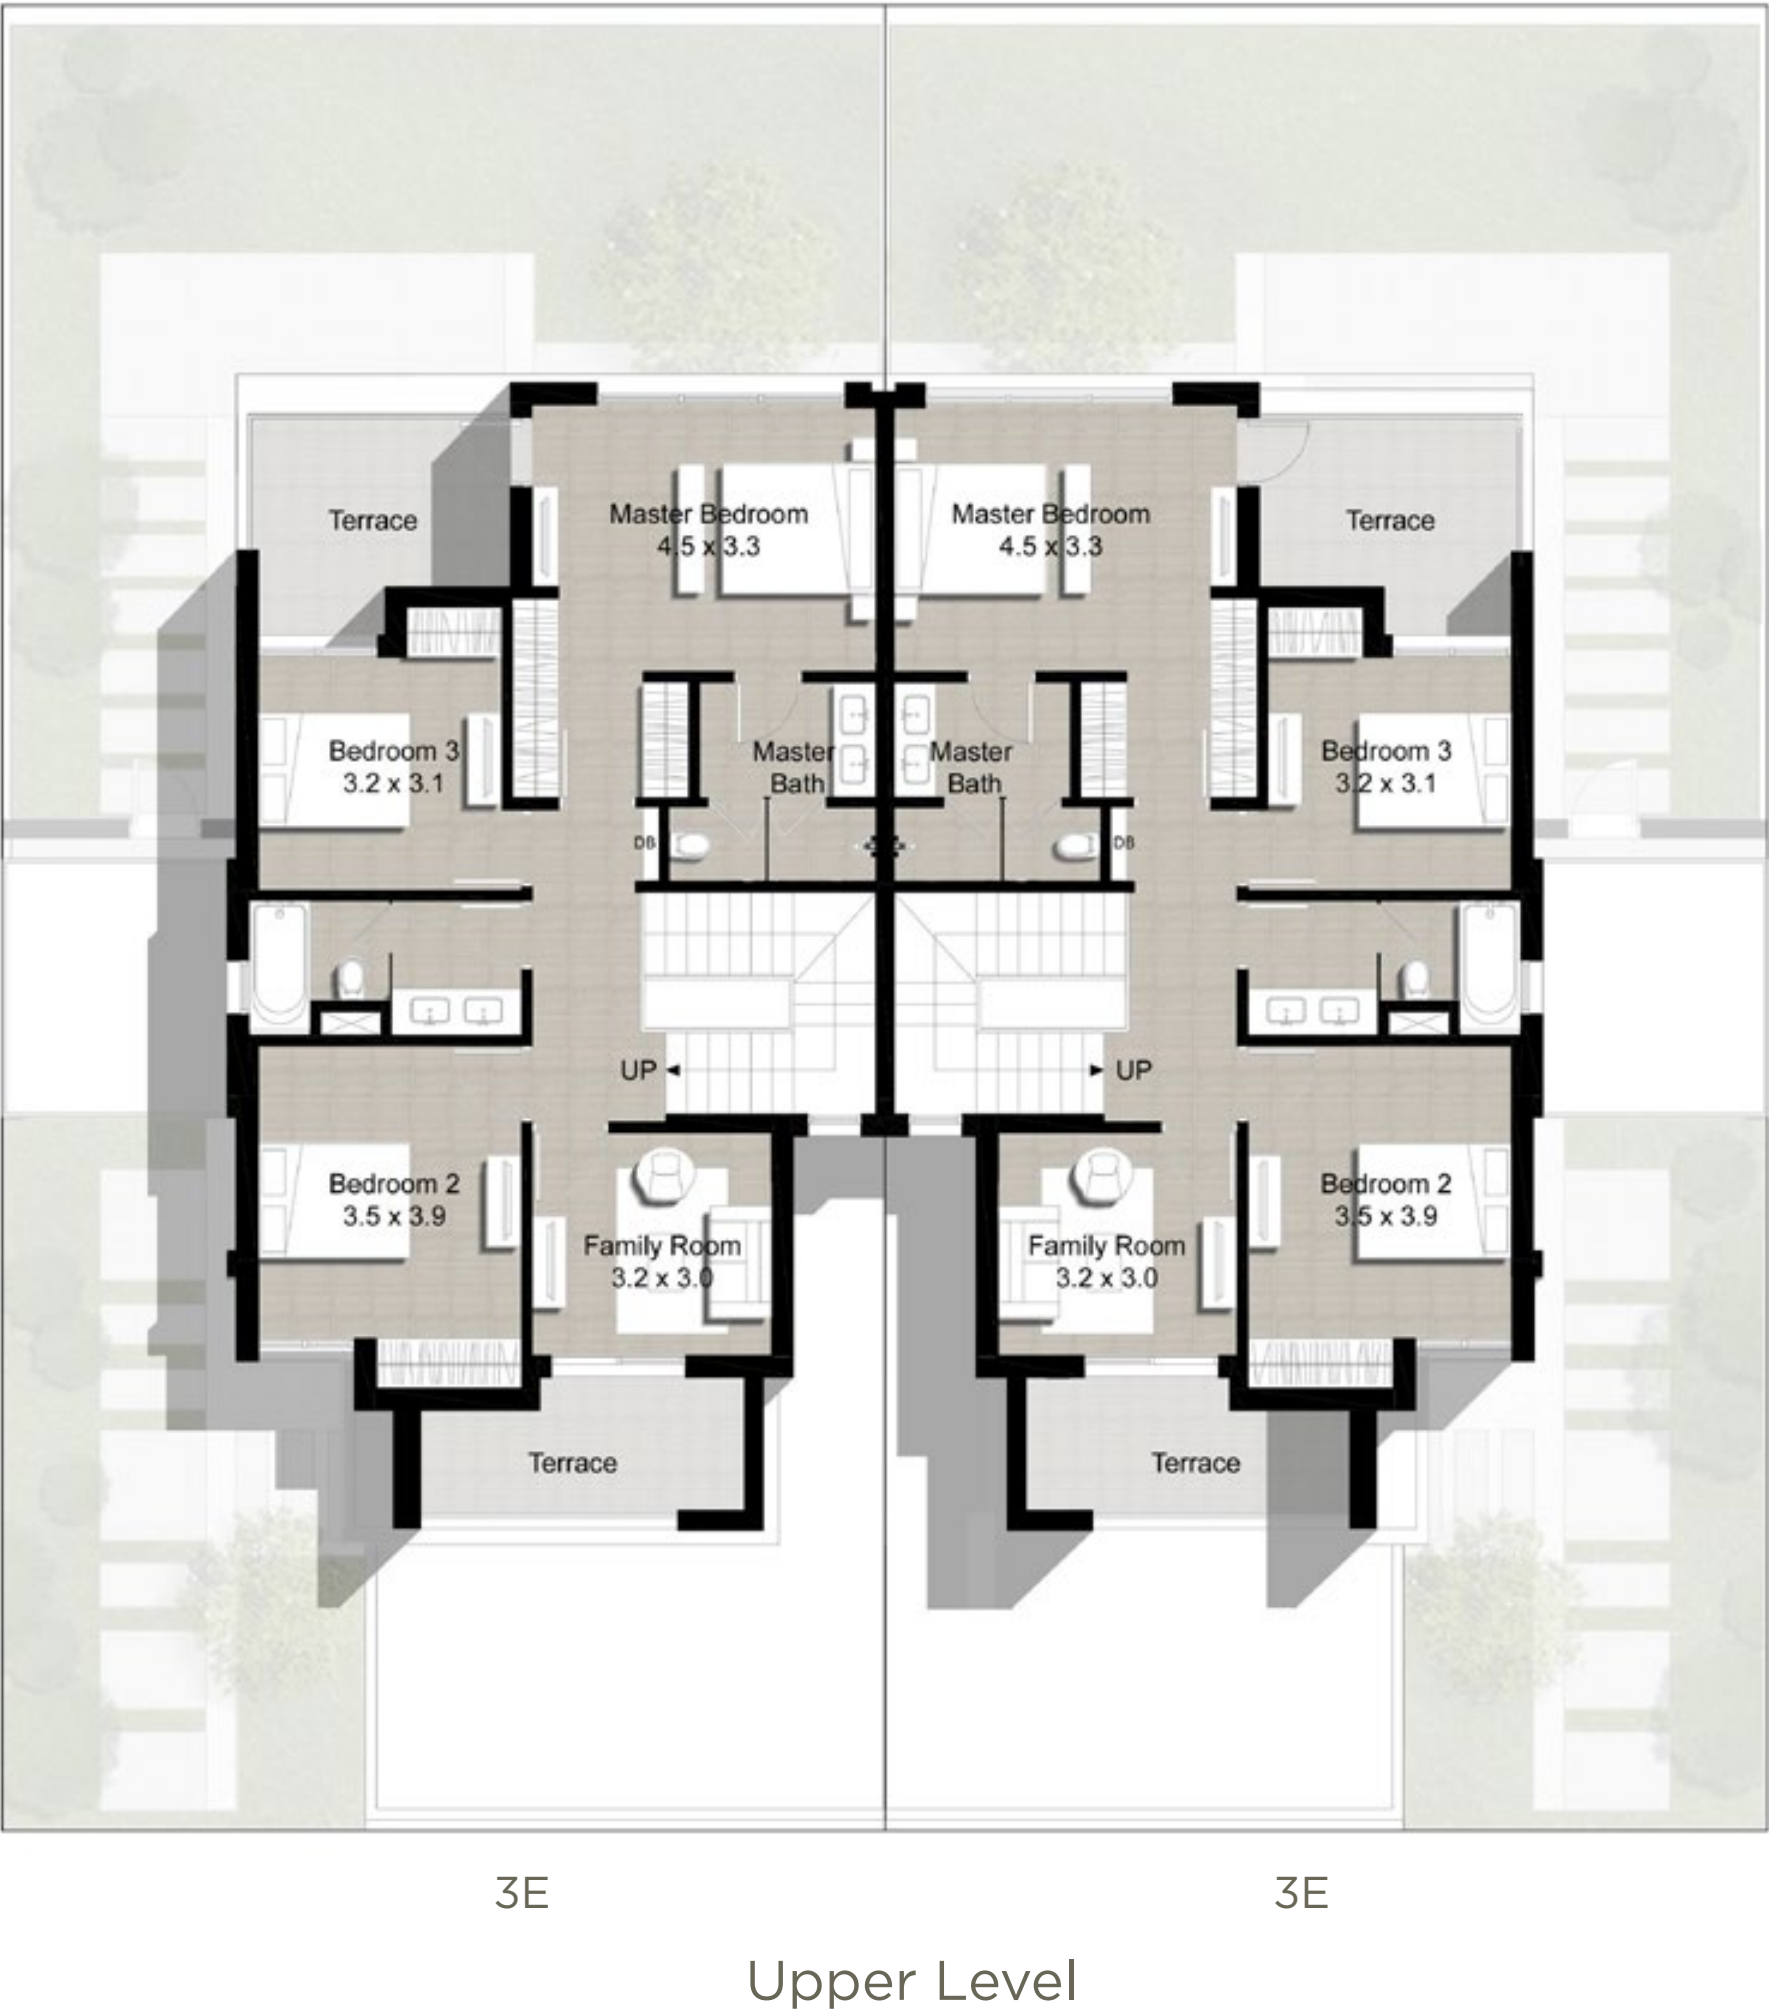 Master Bedroom
4.5 x 3.3
Master Bedroom
4.5 x 3.3
Terrace
Terrace
Bedroom 3
3.2 x 3.1
Master
Bath
Master
Bath
Bedroom 3
3.2 x 3.1
DB
DB
UP
UP
Bedroom 2
3.5 x 3.9
Family Room
3.2 x 3.0
Family Room
3.2 x 3.0
Bedroom 2
3.5 x 3.9
Terrace
Terrace
3E
3E
Upper Level